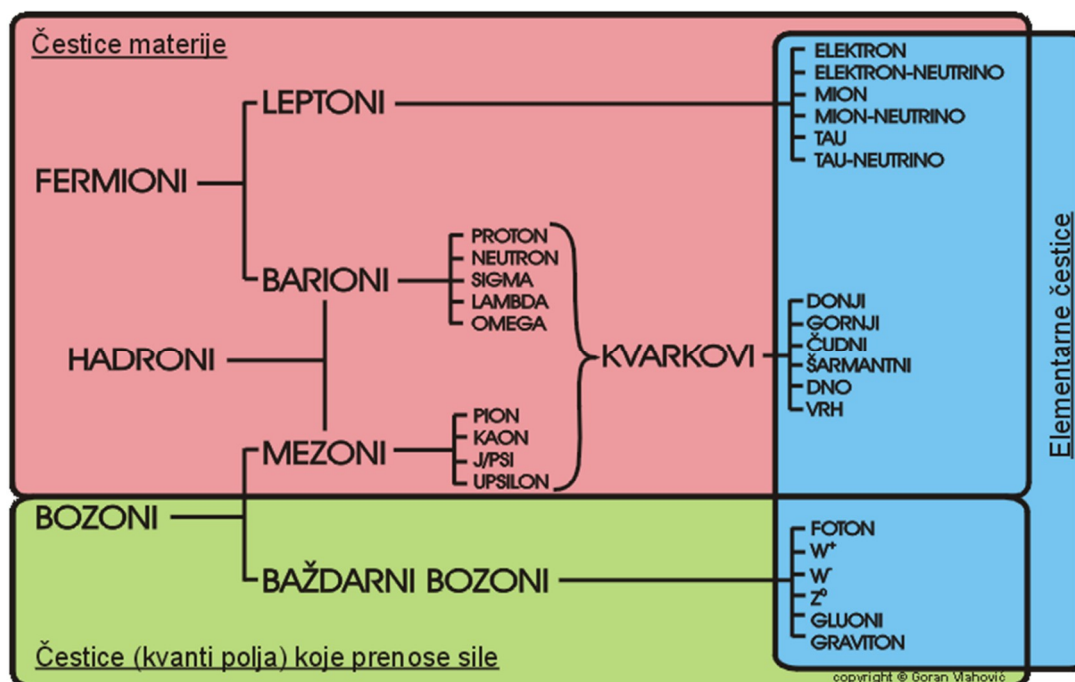 Čestice materije
FERMIONI
LEPTONI
ELEKTRON
ELEKTRON-NEUTRINO
MION
MION-NEUTRINO
TAU
TAU-NEUTRINO
BARIONI
PROTON
NEUTRON
SIGMA
LAMBDA
OMEGA
HADRONI
KVARKOVI
DONJI
GORNJI
ČUDNI
ŠARMANTNI
DNO
VRH
MEZONI
PION
KAON
J/PSI
UPSILON
BOZONI
BAŽDARNI BOZONI
FOTON
W⁺
W⁻
Z⁰
GLUONI
GRAVITON
Čestice (kvanti polja) koje prenose sile
Elementarne čestice
copyright © Goran Vlahović